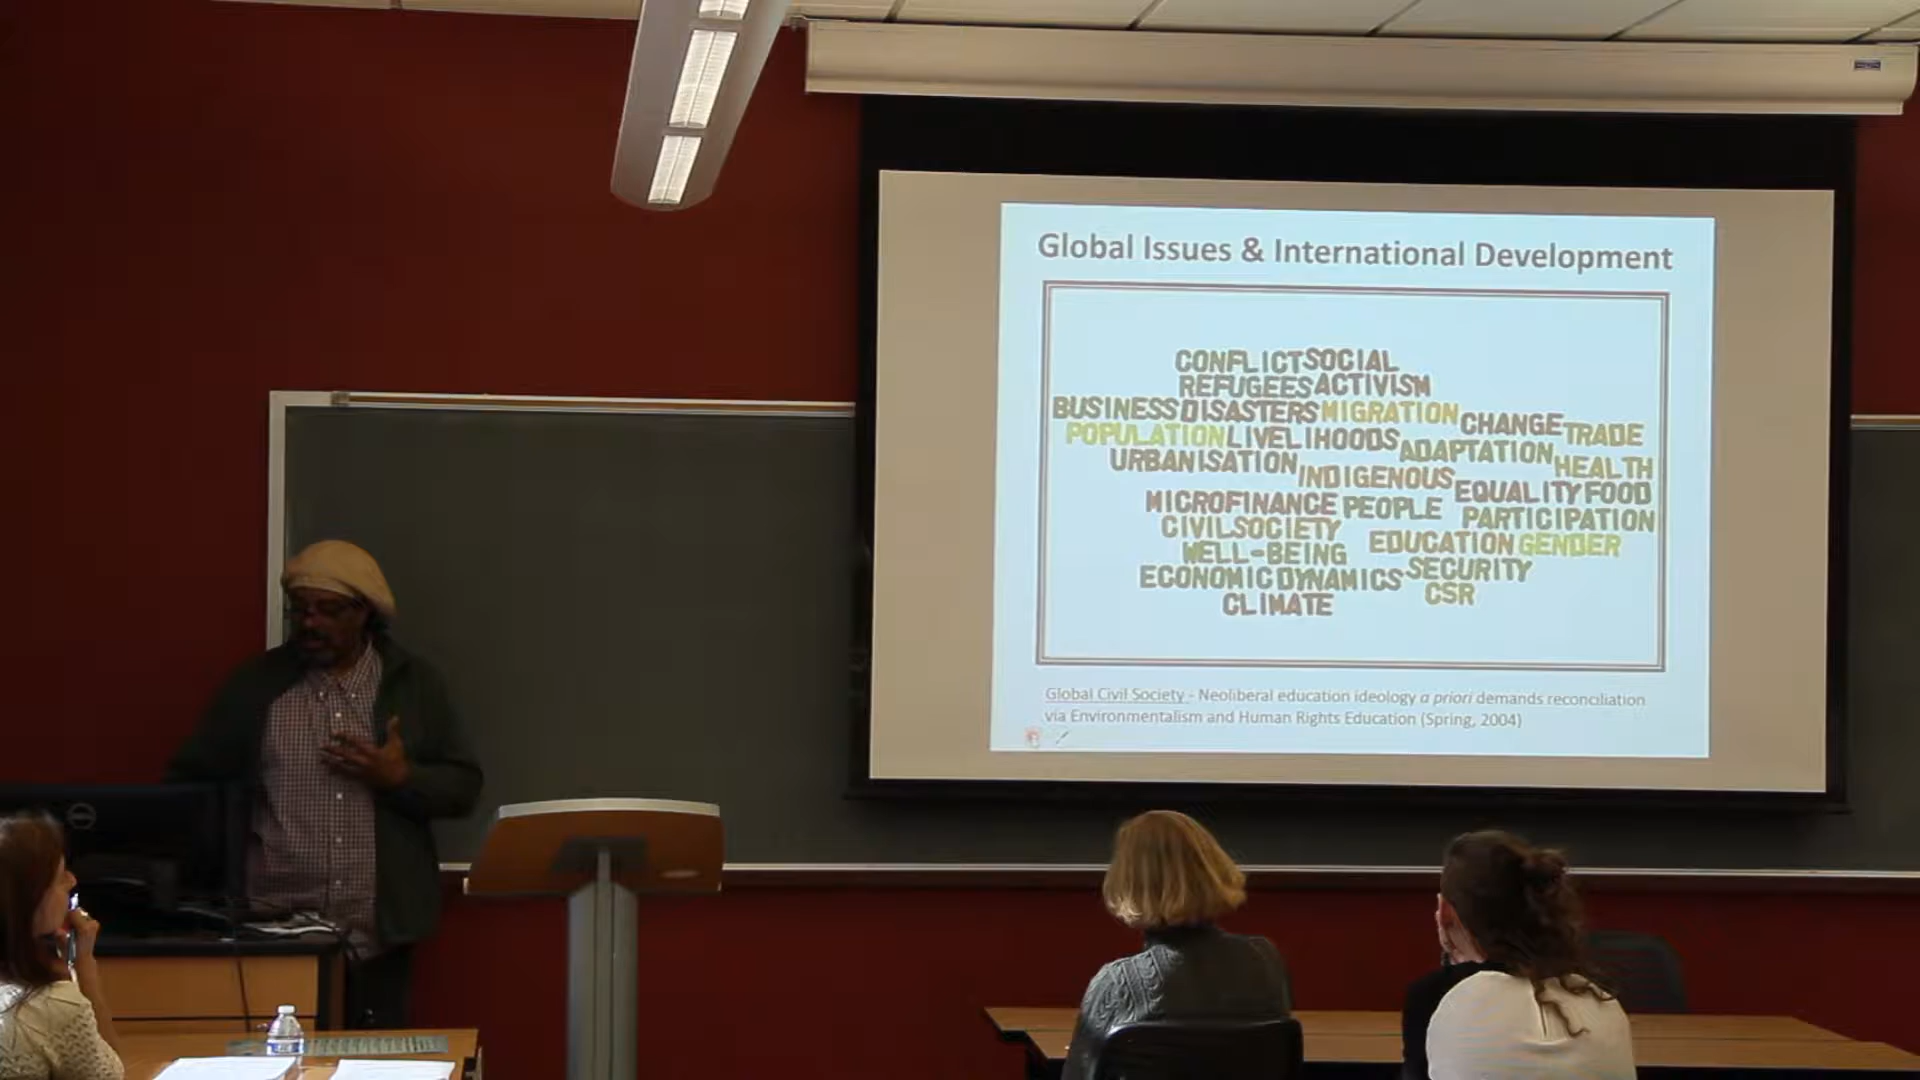 Global Issues & International Development
CONFLICT SOCIAL
REFUGEES ACTIVISM
BUSINESS DISASTERS MIGRATION CHANGE TRADE
POPULATION LIVELIHOODS ADAPTATION HEALTH
URBANISATION INDIGENOUS EQUALITY FOOD
MICROFINANCE PEOPLE PARTICIPATION
CIVIL SOCIETY EDUCATION GENDER
WELL-BEING SECURITY
ECONOMIC DYNAMICS CSR
CLIMATE
Global Civil Society - Neoliberal education ideology a priori demands reconciliation
via Environmentalism and Human Rights Education (Spring, 2004)